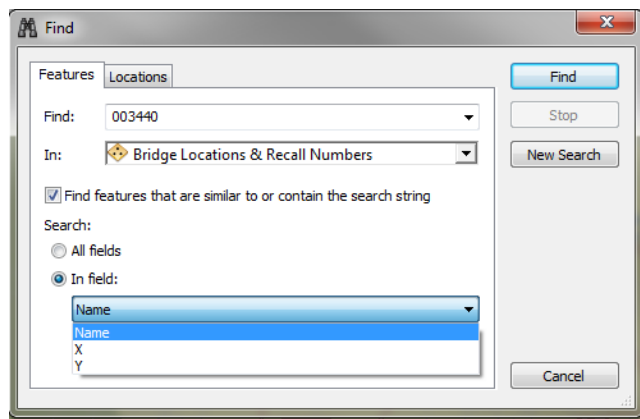 Find
Features
Locations
Find
Find:
003440
Stop
In:
Bridge Locations & Recall Numbers
New Search
Find features that are similar to or contain the search string
Search:
All fields
In field:
Name
Name
X
Y
Cancel